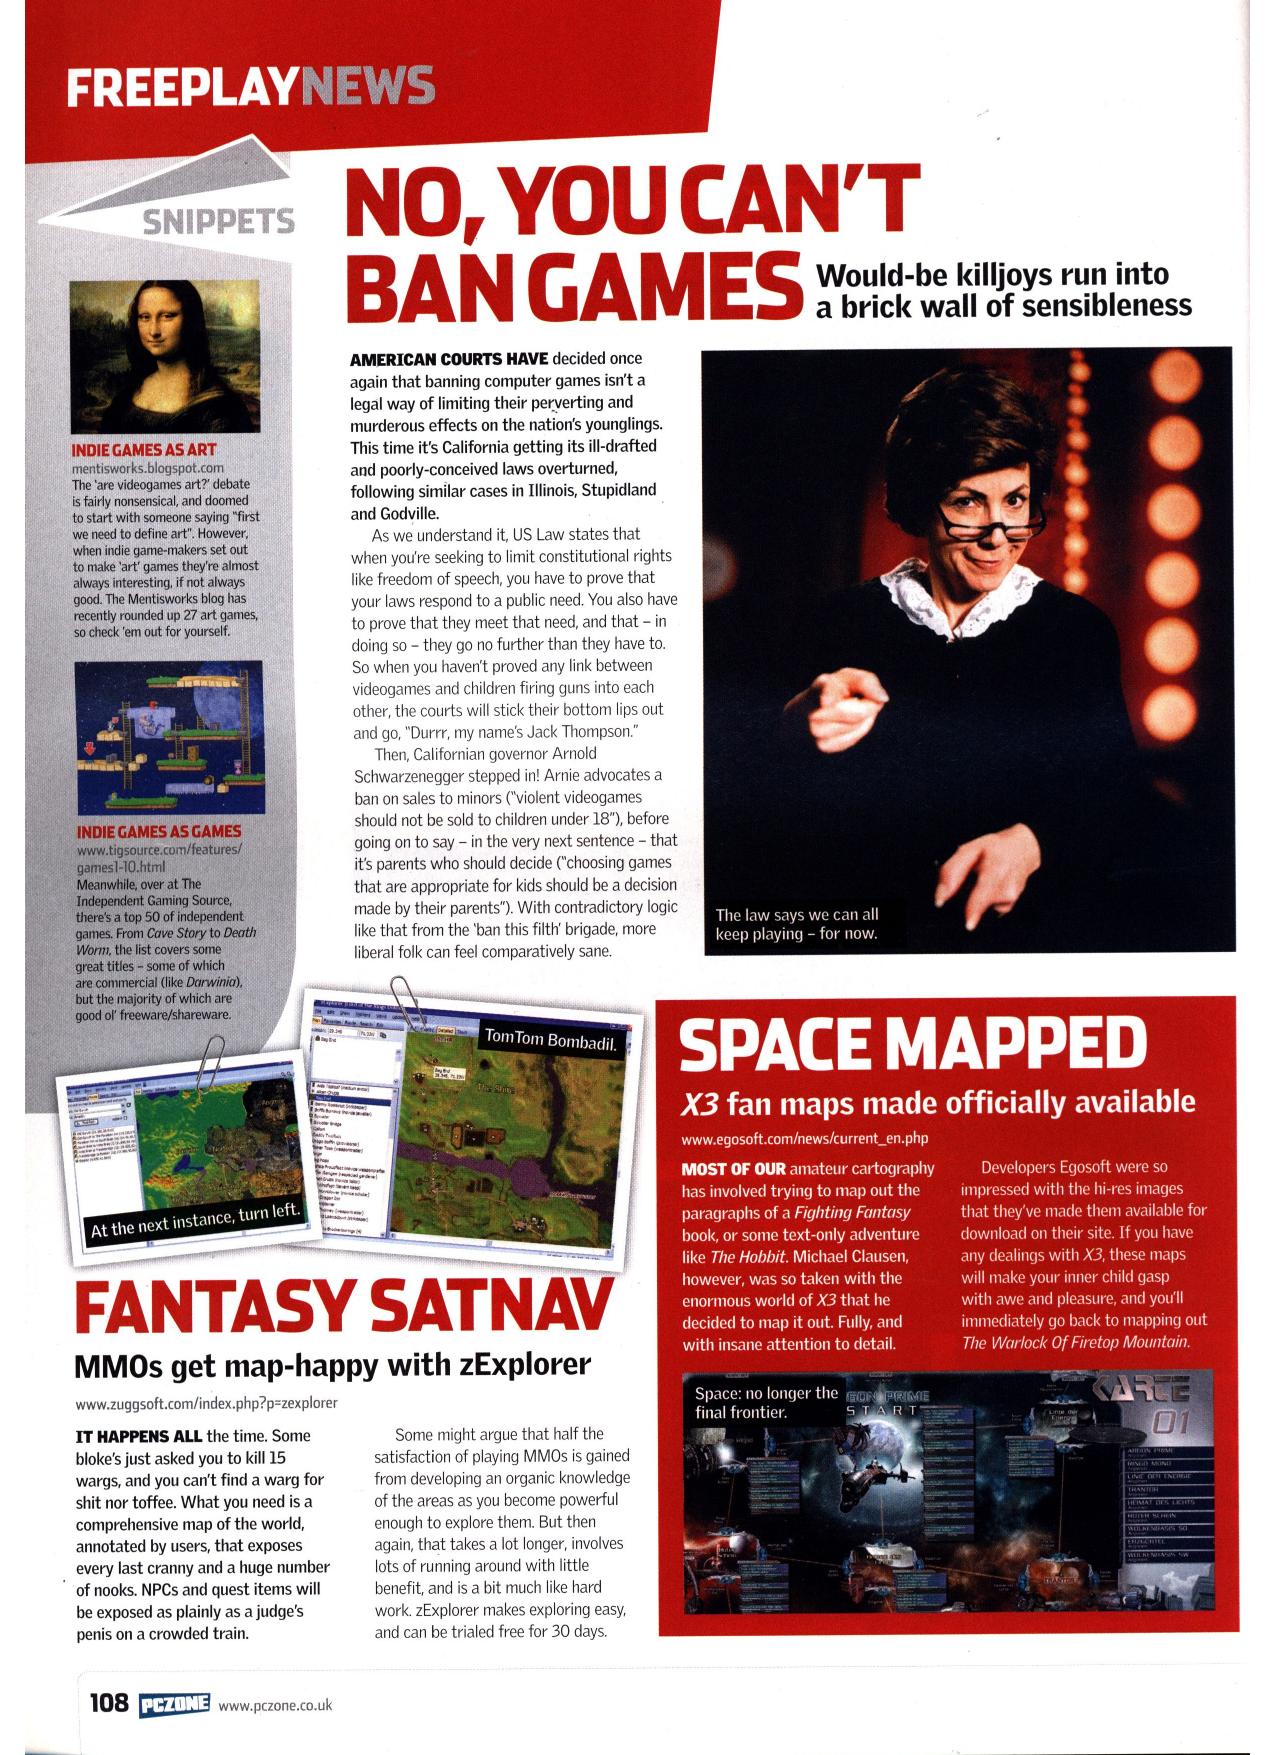 FREEPLAYNEWS
SNIPPETS
INDIE GAMES AS ART
mentisworks.blogspot.com
The 'are videogames art?' debate
is fairly nonsensical, and doomed
to start with someone saying "first
we need to define art". However,
when indie game-makers set out
to make 'art' games they're almost
always interesting, if not always
good. The Mentisworks blog has
recently rounded up 27 art games,
so check 'em out for yourself.
INDIE GAMES AS GAMES
www.tigsource.com/features/
games1-10.html
Meanwhile, over at The
Independent Gaming Source,
there's a top 50 of independent
games. From Cave Story to Death
Worm, the list covers some
great titles – some of which
are commercial (like Darwinia),
but the majority of which are
good ol' freeware/shareware.
NO, YOU CAN'T
BAN GAMES
Would-be killjoys run into
a brick wall of sensibleness
AMERICAN COURTS HAVE decided once
again that banning computer games isn't a
legal way of limiting their perverting and
murderous effects on the nation's younglings.
This time it's California getting its ill-drafted
and poorly-conceived laws overturned,
following similar cases in Illinois, Stupidland
and Godville.
As we understand it, US Law states that
when you're seeking to limit constitutional rights
like freedom of speech, you have to prove that
your laws respond to a public need. You also have
to prove that they meet that need, and that – in
doing so – they go no further than they have to.
So when you haven't proved any link between
videogames and children firing guns into each
other, the courts will stick their bottom lips out
and go, "Durrr, my name's Jack Thompson."
Then, Californian governor Arnold
Schwarzenegger stepped in! Arnie advocates a
ban on sales to minors ("violent videogames
should not be sold to children under 18"), before
going on to say – in the very next sentence – that
it's parents who should decide ("choosing games
that are appropriate for kids should be a decision
made by their parents"). With contradictory logic
like that from the 'ban this filth' brigade, more
liberal folk can feel comparatively sane.
The law says we can all
keep playing – for now.
At the next instance, turn left.
TomTom Bombadil.
FANTASY SATNAV
MMOs get map-happy with zExplorer
www.zuggsoft.com/index.php?p=zexplorer
IT HAPPENS ALL the time. Some
bloke's just asked you to kill 15
wargs, and you can't find a warg for
shit nor toffee. What you need is a
comprehensive map of the world,
annotated by users, that exposes
every last cranny and a huge number
of nooks. NPCs and quest items will
be exposed as plainly as a judge's
penis on a crowded train.
Some might argue that half the
satisfaction of playing MMOs is gained
from developing an organic knowledge
of the areas as you become powerful
enough to explore them. But then
again, that takes a lot longer, involves
lots of running around with little
benefit, and is a bit much like hard
work. zExplorer makes exploring easy,
and can be trialed free for 30 days.
SPACE MAPPED
X3 fan maps made officially available
www.egosoft.com/news/current_en.php
MOST OF OUR amateur cartography
has involved trying to map out the
paragraphs of a Fighting Fantasy
book, or some text-only adventure
like The Hobbit. Michael Clausen,
however, was so taken with the
enormous world of X3 that he
decided to map it out. Fully, and
with insane attention to detail.
Developers Egosoft were so
impressed with the hi-res images
that they've made them available for
download on their site. If you have
any dealings with X3, these maps
will make your inner child gasp
with awe and pleasure, and you'll
immediately go back to mapping out
The Warlock Of Firetop Mountain.
Space: no longer the
final frontier.
START
KARTE
01
ARGON PRIME
RINGO MOND
LINIE DER ENERGIE
TRANTOR
HEIMAT DES LICHTS
ROTER SCHEIN
WOLKENBASIS SO
ERZGÜRTEL
WOLKENBASIS SW
108 PCZONE www.pczone.co.uk